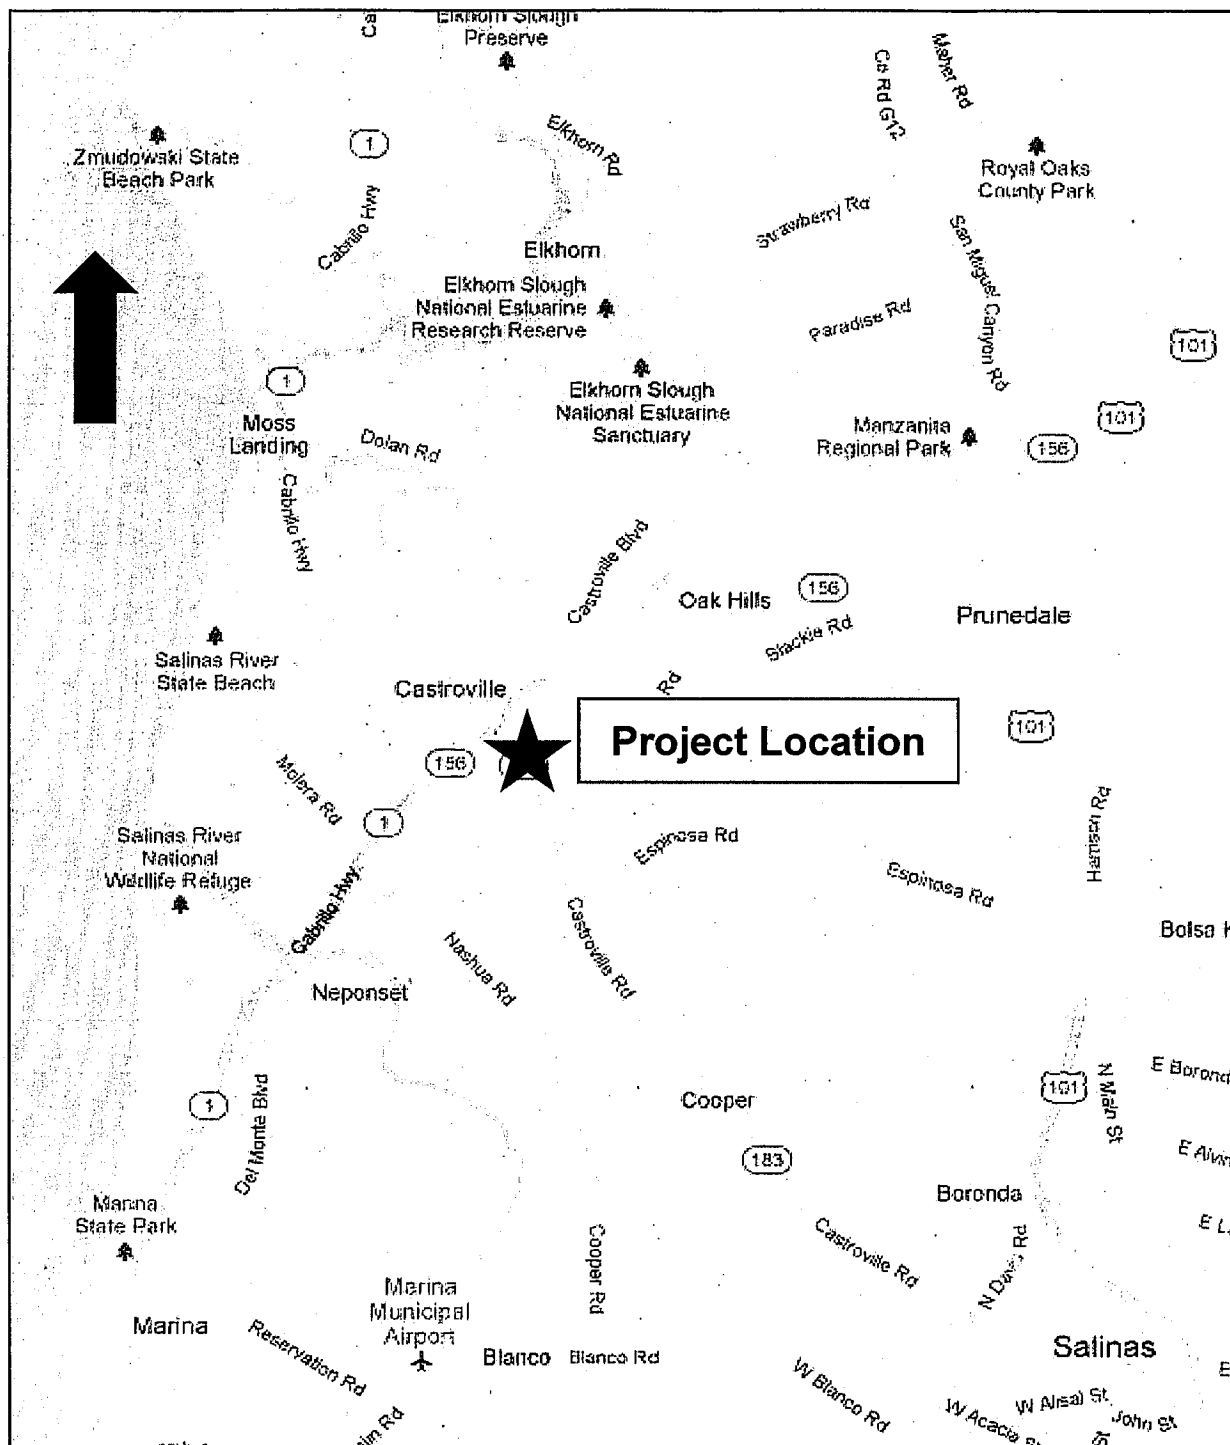 Elkhorn Slough
Preserve
Co Rd G12
Maher Rd
1
Elkhorn Rd
Zmudowski State
Beach Park
Royal Oaks
County Park
Cabrillo Hwy
Strawberry Rd
San Miguel Canyon Rd
Elkhorn
Elkhorn Slough
National Estuarine
Research Reserve
Paradise Rd
101
1
Elkhorn Slough
National Estuarine
Sanctuary
101
Moss
Landing
Dolan Rd
Manzanita
Regional Park
156
Cabrillo Hwy
Castroville Blvd
Oak Hills
156
Prunedale
Blackie Rd
Salinas River
State Beach
Castroville
Rd
Project Location
101
156
Molera Rd
1
Harrison Rd
Espinosa Rd
Salinas River
National
Wildlife Refuge
Espinosa Rd
Cabrillo Hwy
Castroville Rd
Bolsa K
Nashua Rd
Neponset
101
N Main St
E Borond
1
Del Monte Blvd
Cooper
183
E Alvin
Boronda
Marina
State Park
E L
Castroville Rd
N Davis Rd
Cooper Rd
Marina
Municipal
Airport
Marina
Reservation Rd
Blanco
Blanco Rd
Salinas
W Blanco Rd
W Alisal St
W Acacia St
John St